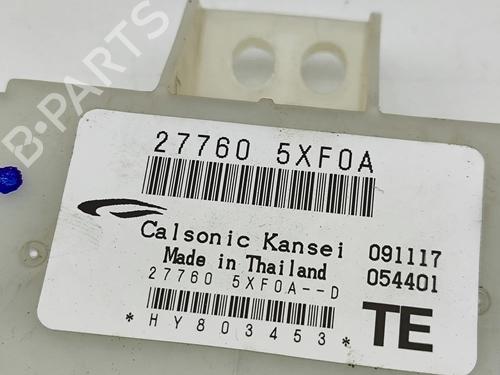 B-PARTS
27760 5XF0A
Calsonic Kansei 091117
Made in Thailand 054401
27760 5XF0A--D
*HY803453* TE